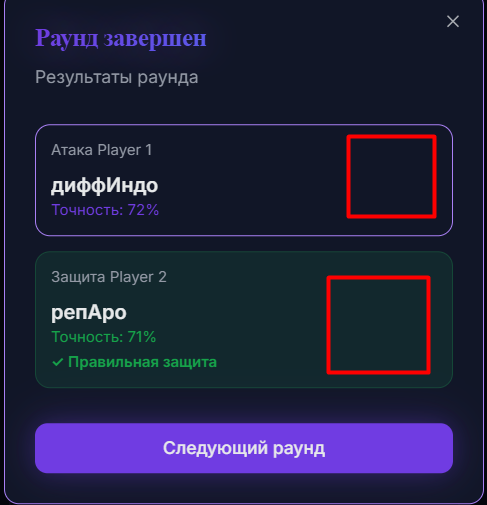 Раунд завершен
Результаты раунда
Атака Player 1
диффИндо
Точность: 72%
Защита Player 2
репАро
Точность: 71%
✓ Правильная защита
Следующий раунд